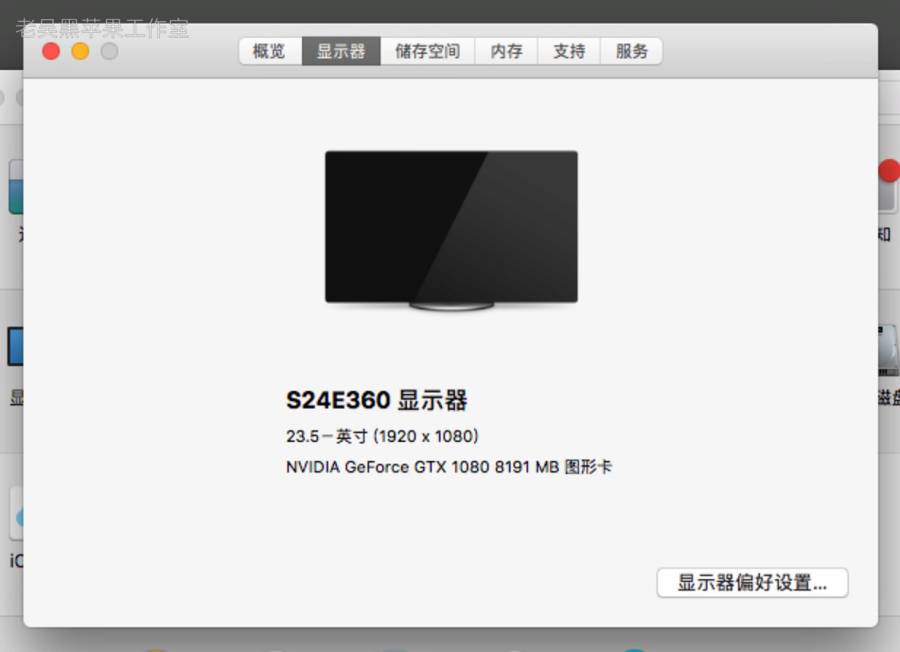 老吴黑苹果工作室
概览 显示器 储存空间 内存 支持 服务
知
S24E360 显示器
23.5－英寸 (1920 x 1080)
NVIDIA GeForce GTX 1080 8191 MB 图形卡
显示器偏好设置...